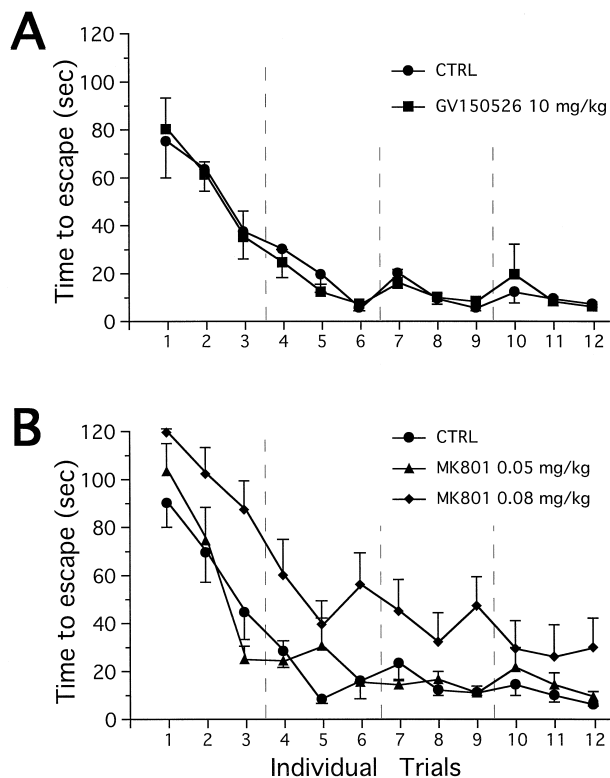 A
Time to escape (sec)
120
100
80
60
40
20
0
CTRL
GV150526 10 mg/kg
1 2 3 4 5 6 7 8 9 10 11 12
B
Time to escape (sec)
120
100
80
60
40
20
0
CTRL
MK801 0.05 mg/kg
MK801 0.08 mg/kg
1 2 3 4 5 6 7 8 9 10 11 12
Individual Trials